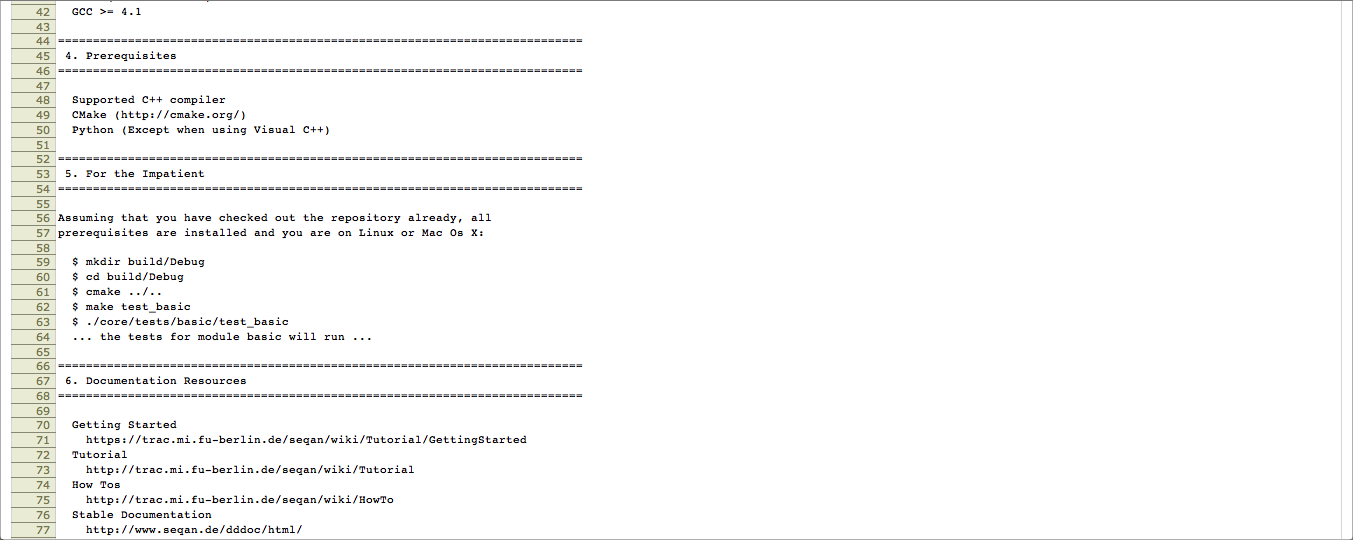 42 GCC >= 4.1
43
44 ===========================================================================
45 4. Prerequisites
46 ===========================================================================
47
48 Supported C++ compiler
49 CMake (http://cmake.org/)
50 Python (Except when using Visual C++)
51
52 ===========================================================================
53 5. For the Impatient
54 ===========================================================================
55
56 Assuming that you have checked out the repository already, all
57 prerequisites are installed and you are on Linux or Mac Os X:
58
59 $ mkdir build/Debug
60 $ cd build/Debug
61 $ cmake ../..
62 $ make test_basic
63 $ ./core/tests/basic/test_basic
64 ... the tests for module basic will run ...
65
66 ===========================================================================
67 6. Documentation Resources
68 ===========================================================================
69
70 Getting Started
71 https://trac.mi.fu-berlin.de/seqan/wiki/Tutorial/GettingStarted
72 Tutorial
73 http://trac.mi.fu-berlin.de/seqan/wiki/Tutorial
74 How Tos
75 http://trac.mi.fu-berlin.de/seqan/wiki/HowTo
76 Stable Documentation
77 http://www.seqan.de/dddoc/html/